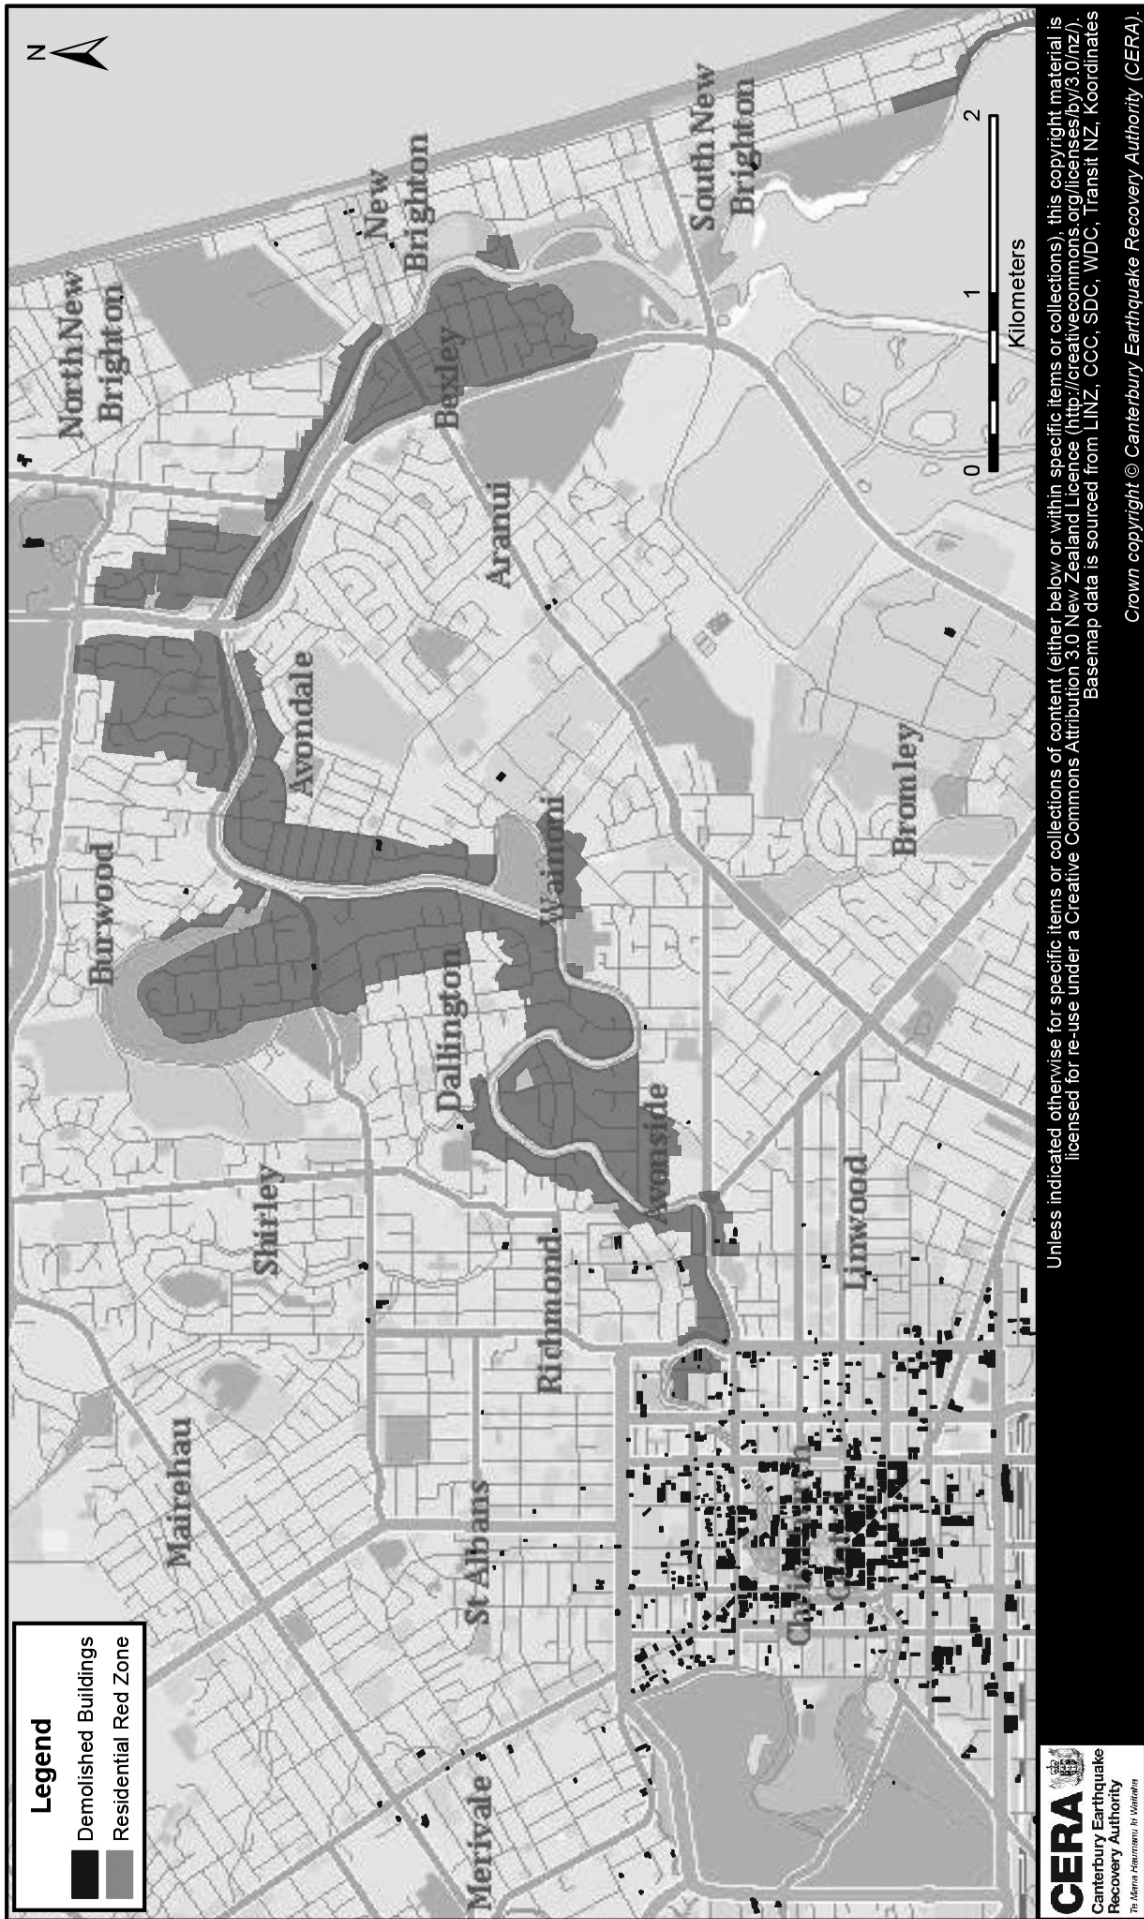 Legend
Demolished Buildings
Residential Red Zone
N
North New
Brighton
New
Brighton
South New
Brighton
Burwood
Avondale
Bexley
Aranui
Mairehau
Shirley
Dallington
Wainoni
Merivale
St Albans
Richmond
Avonside
Linwood
Bromley
0 1 2
Kilometers
CERA
Canterbury Earthquake
Recovery Authority
Unless indicated otherwise for specific items or collections of content (either below or within specific items or collections), this copyright material is
licensed for re-use under a Creative Commons Attribution 3.0 New Zealand Licence (http://creativecommons.org/licenses/by/3.0/nz/).
Basemap data is sourced from LINZ, CCC, SDC, WDC, Transit NZ, Koordinates
Crown copyright © Canterbury Earthquake Recovery Authority (CERA).